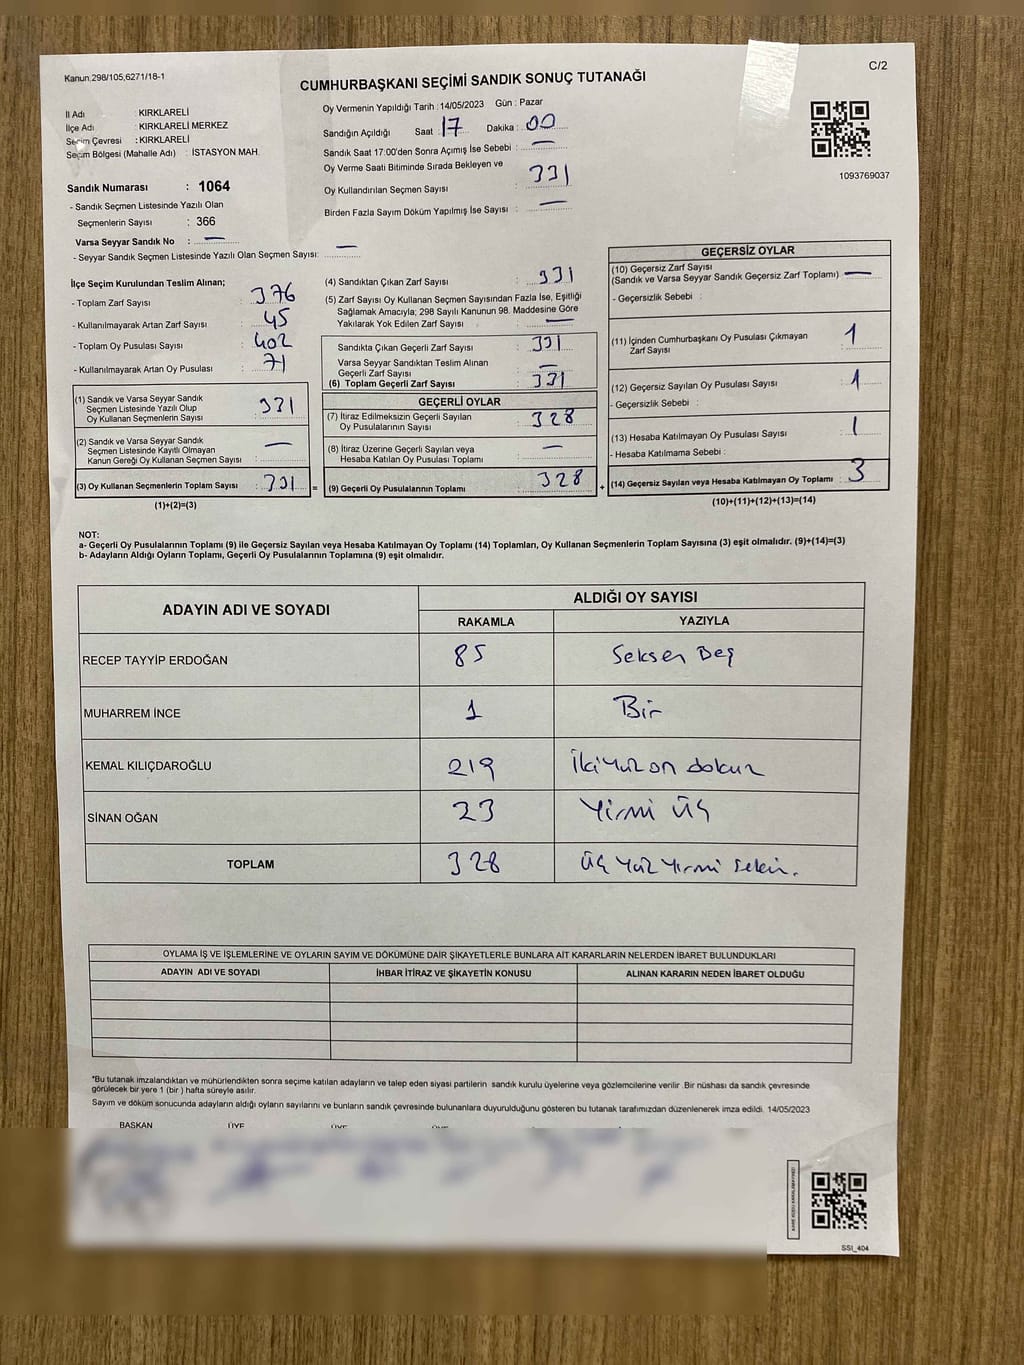 Kanun,298/105,6271/18-1
C/2
CUMHURBAŞKANI SEÇİMİ SANDIK SONUÇ TUTANAĞI
İl Adı : KIRKLARELİ
İlçe Adı : KIRKLARELİ MERKEZ
Seçim Çevresi : KIRKLARELİ
Seçim Bölgesi (Mahalle Adı) : İSTASYON MAH.
Sandık Numarası : 1064
- Sandık Seçmen Listesinde Yazılı Olan
Seçmenlerin Sayısı : 366
Varsa Seyyar Sandık No : —
- Seyyar Sandık Seçmen Listesinde Yazılı Olan Seçmen Sayısı: —
Oy Vermenin Yapıldığı Tarih : 14/05/2023 Gün : Pazar
Sandığın Açıldığı Saat : 17 Dakika : 00
Sandık Saat 17:00'den Sonra Açımış İse Sebebi : —
Oy Verme Saati Bitiminde Sırada Bekleyen ve
Oy Kullandırılan Seçmen Sayısı : 331
Birden Fazla Sayım Döküm Yapılmış İse Sayısı : —
1093769037
İlçe Seçim Kurulundan Teslim Alınan;
- Toplam Zarf Sayısı : 376
- Kullanılmayarak Artan Zarf Sayısı : 45
- Toplam Oy Pusulası Sayısı : 402
- Kullanılmayarak Artan Oy Pusulası : 71
(1) Sandık ve Varsa Seyyar Sandık
Seçmen Listesinde Yazılı Olup
Oy Kullanan Seçmenlerin Sayısı : 331
(2) Sandık ve Varsa Seyyar Sandık
Seçmen Listesinde Kayıtlı Olmayan
Kanun Gereği Oy Kullanan Seçmen Sayısı : —
(3) Oy Kullanan Seçmenlerin Toplam Sayısı : 331 =
(1)+(2)=(3)
(4) Sandıktan Çıkan Zarf Sayısı : 331
(5) Zarf Sayısı Oy Kullanan Seçmen Sayısından Fazla İse, Eşitliği
Sağlamak Amacıyla; 298 Sayılı Kanunun 98. Maddesine Göre
Yakılarak Yok Edilen Zarf Sayısı : —
Sandıkta Çıkan Geçerli Zarf Sayısı : 331
Varsa Seyyar Sandıktan Teslim Alınan
Geçerli Zarf Sayısı : —
(6) Toplam Geçerli Zarf Sayısı : 331
GEÇERLİ OYLAR
(7) İtiraz Edilmeksizin Geçerli Sayılan
Oy Pusulalarının Sayısı : 328
(8) İtiraz Üzerine Geçerli Sayılan veya
Hesaba Katılan Oy Pusulası Toplamı : —
(9) Geçerli Oy Pusulalarının Toplamı : 328 +
GEÇERSİZ OYLAR
(10) Geçersiz Zarf Sayısı
(Sandık ve Varsa Seyyar Sandık Geçersiz Zarf Toplamı) : —
- Geçersizlik Sebebi :
(11) İçinden Cumhurbaşkanı Oy Pusulası Çıkmayan
Zarf Sayısı : 1
(12) Geçersiz Sayılan Oy Pusulası Sayısı : 1
- Geçersizlik Sebebi :
(13) Hesaba Katılmayan Oy Pusulası Sayısı : 1
- Hesaba Katılmama Sebebi :
(14) Geçersiz Sayılan veya Hesaba Katılmayan Oy Toplamı : 3
(10)+(11)+(12)+(13)=(14)
NOT:
a- Geçerli Oy Pusulalarının Toplamı (9) ile Geçersiz Sayılan veya Hesaba Katılmayan Oy Toplamı (14) Toplamları, Oy Kullanan Seçmenlerin Toplam Sayısına (3) eşit olmalıdır. (9)+(14)=(3)
b- Adayların Aldığı Oyların Toplamı, Geçerli Oy Pusulalarının Toplamına (9) eşit olmalıdır.
ADAYIN ADI VE SOYADI ALDIĞI OY SAYISI
RAKAMLA YAZIYLA
RECEP TAYYİP ERDOĞAN 85 Seksen Beş
MUHARREM İNCE 1 Bir
KEMAL KILIÇDAROĞLU 219 İkiyüz on dokuz
SİNAN OĞAN 23 Yirmi Üç
TOPLAM 328 Üç Yüz Yirmi Sekiz.
OYLAMA İŞ VE İŞLEMLERİNE VE OYLARIN SAYIM VE DÖKÜMÜNE DAİR ŞİKAYETLERLE BUNLARA AİT KARARLARIN NELERDEN İBARET BULUNDUKLARI
ADAYIN ADI VE SOYADI İHBAR İTİRAZ VE ŞİKAYETİN KONUSU ALINAN KARARIN NEDEN İBARET OLDUĞU
*Bu tutanak imzalandıktan ve mühürlendikten sonra seçime katılan adayların ve talep eden siyasi partilerin sandık kurulu üyelerine veya gözlemcilerine verilir .Bir nüshası da sandık çevresinde
görülecek bir yere 1 (bir ) hafta süreyle asılır.
Sayım ve döküm sonucunda adayların aldığı oyların sayılarını ve bunların sandık çevresinde bulunanlara duyurulduğunu gösteren bu tutanak tarafımızdan düzenlenerek imza edildi. 14/05/2023
BAŞKAN ÜYE ÜYE
SSI_404